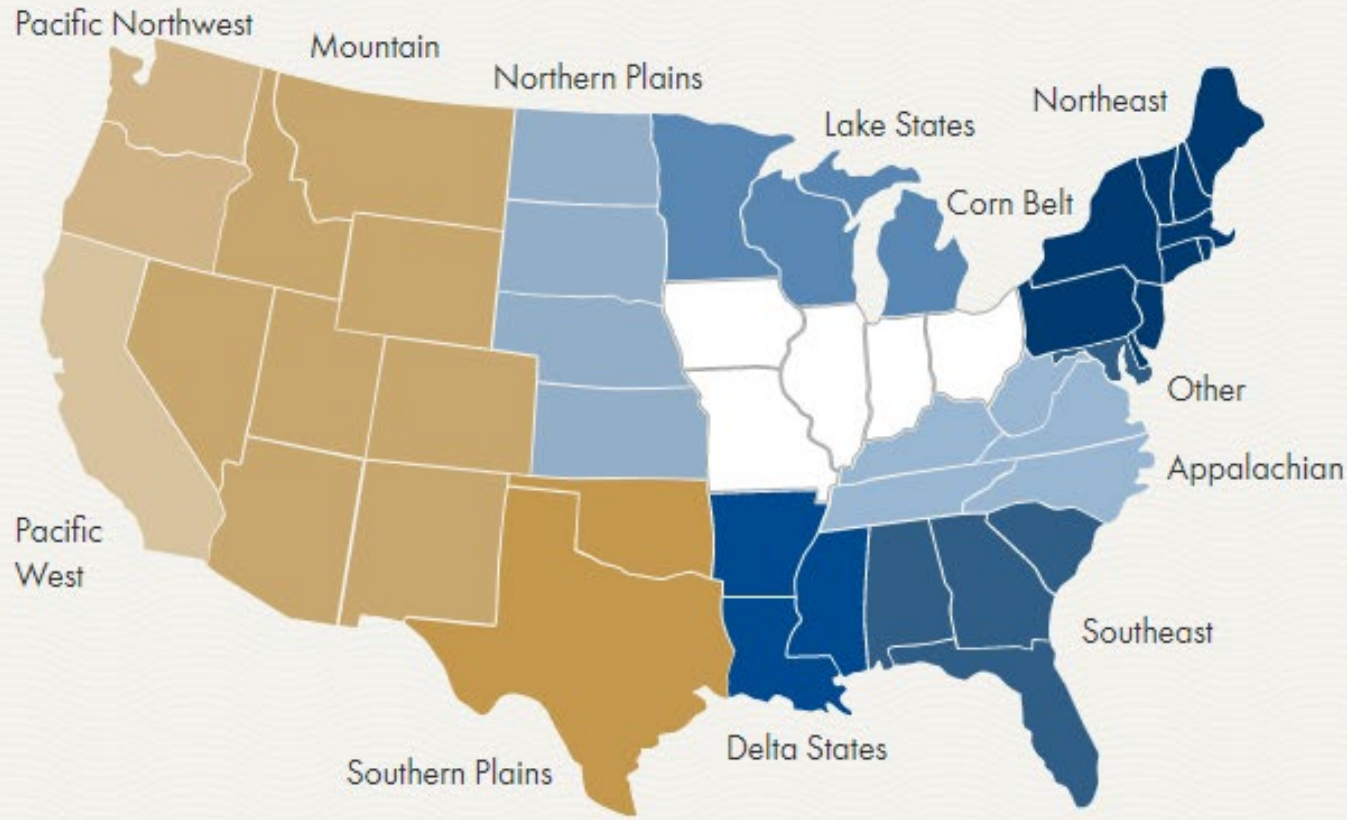 Pacific Northwest
Mountain
Northern Plains
Lake States
Northeast
Corn Belt
Other
Appalachian
Pacific
West
Southeast
Delta States
Southern Plains